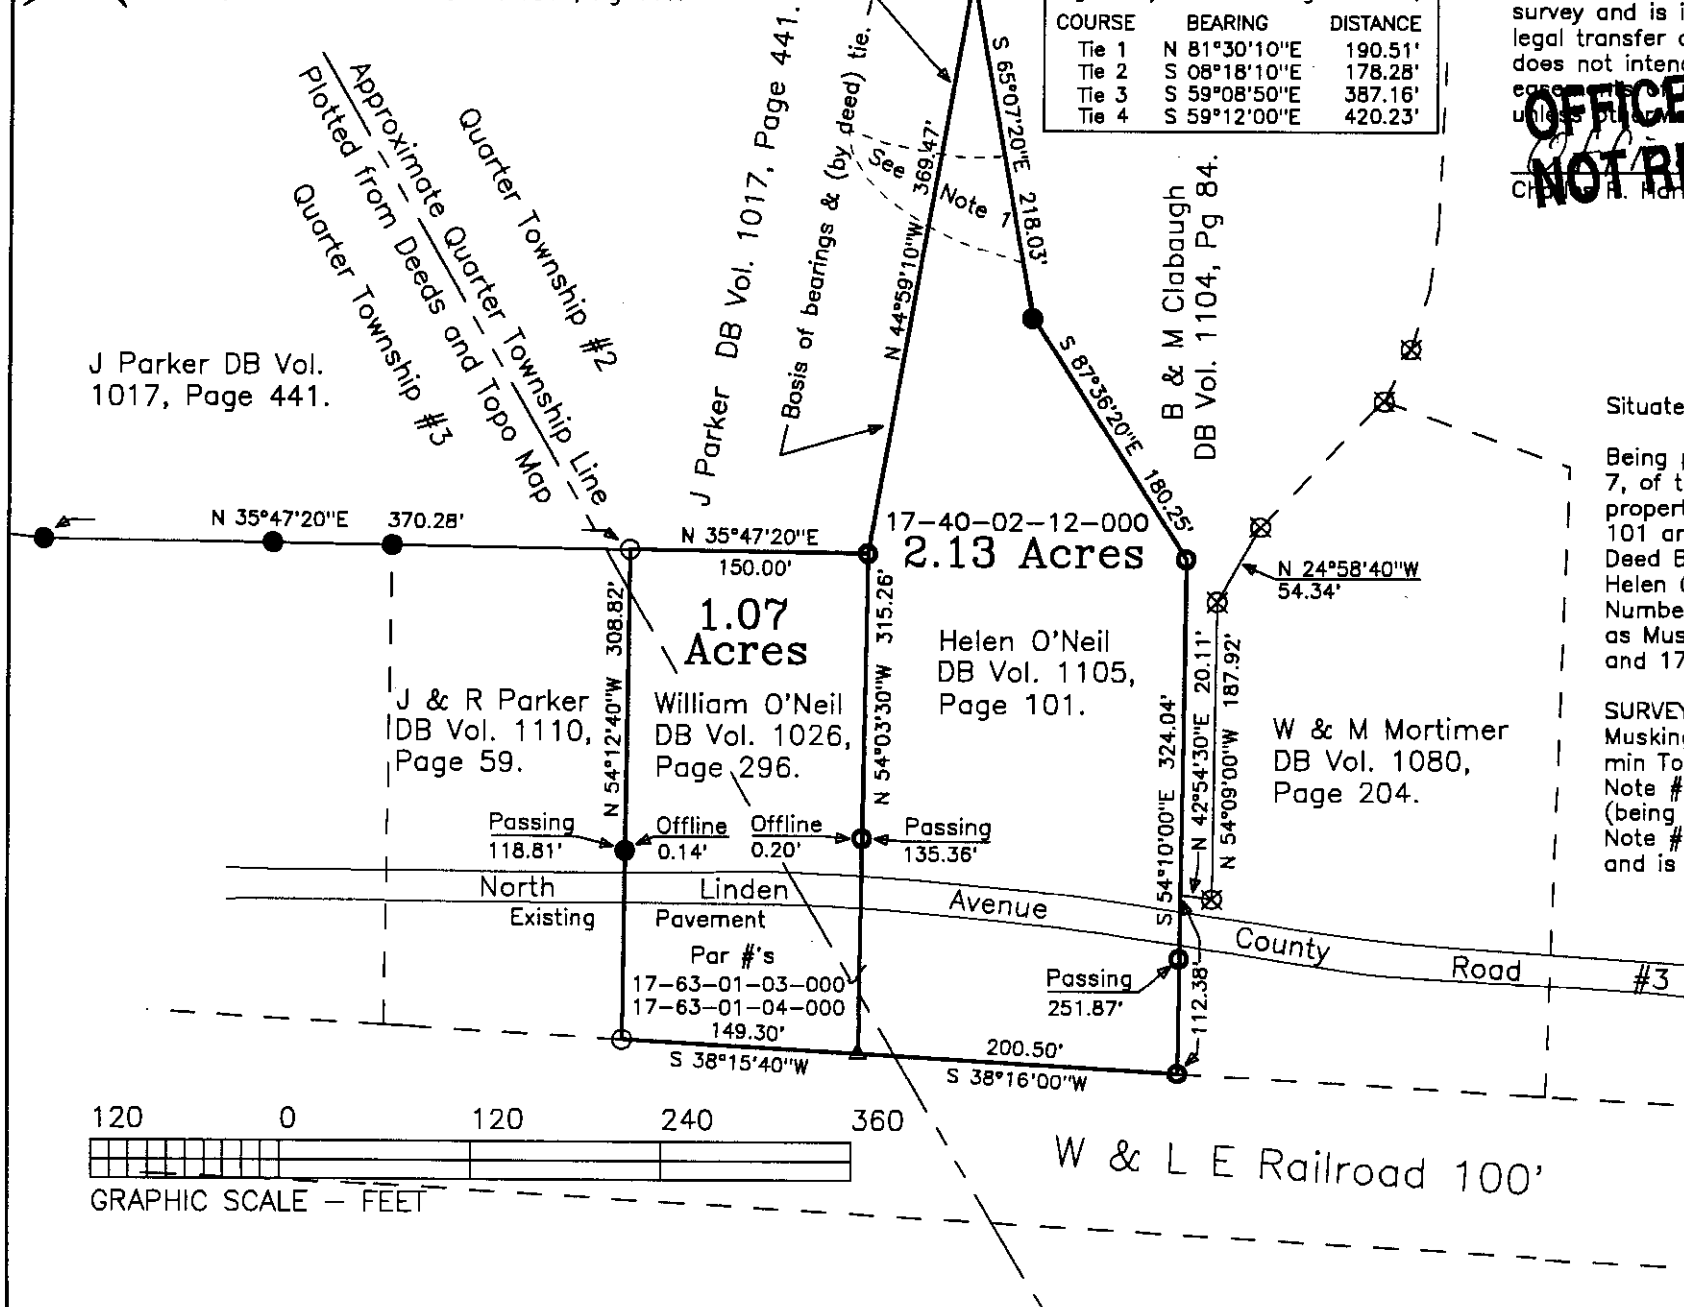 COURSE BEARING DISTANCE
Tie 1 N 81°30'10"E 190.51'
Tie 2 S 08°18'10"E 178.28'
Tie 3 S 59°08'50"E 387.16'
Tie 4 S 59°12'00"E 420.23'
survey and is
legal transfer
does not
unless
OFFICE
NOT
Approximate Quarter Township Line
Plotted from Deeds and Topo Map
Quarter Township #2
Quarter Township #3
J Parker DB Vol. 1017, Page 441.
Bosis of bearings & (by deed) tie.
See
Note 1
N 44°59'10"W 369.47'
S 65°07'20"E 218.03'
S 87°36'20"E 180.25'
B & M Clabaugh
DB Vol. 1104, Pg 84.
J Parker DB Vol.
1017, Page 441.
Situate
Being
7, of
101
Helen
and 17
N 35°47'20"E 370.28'
N 35°47'20"E
150.00'
17-40-02-12-000
2.13 Acres
1.07
Acres
N 24°58'40"W
54.34'
N 54°12'40"W 308.82'
N 54°03'30"W 315.26'
S 54°10'00"E 324.04'
N 42°54'30"E 20.11'
N 54°09'00"W 187.92'
Helen O'Neil
DB Vol. 1105,
Page 101.
J & R Parker
DB Vol. 1110,
Page 59.
William O'Neil
DB Vol. 1026,
Page 296.
W & M Mortimer
DB Vol. 1080,
Page 204.
SURVEY
min
Note #
(being
Note #
and is
Passing
118.81'
Offline
0.14'
Offline
0.20'
Passing
135.36'
North Linden Avenue County Road #3
Existing Pavement
Par #'s
17-63-01-03-000
17-63-01-04-000
149.30'
S 38°15'40"W
200.50'
S 38°16'00"W
Passing
251.87'
112.38'
120 0 120 240 360
GRAPHIC SCALE – FEET
W & L E Railroad 100'